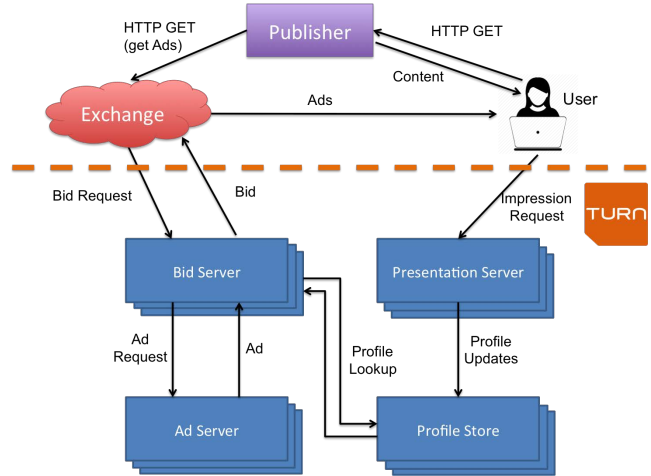 HTTP GET
(get Ads)
Publisher
HTTP GET
Content
Exchange
Ads
User
Bid Request
Bid
Impression
Request
TURN
Bid Server
Presentation Server
Ad
Request
Ad
Profile
Lookup
Profile
Updates
Ad Server
Profile Store